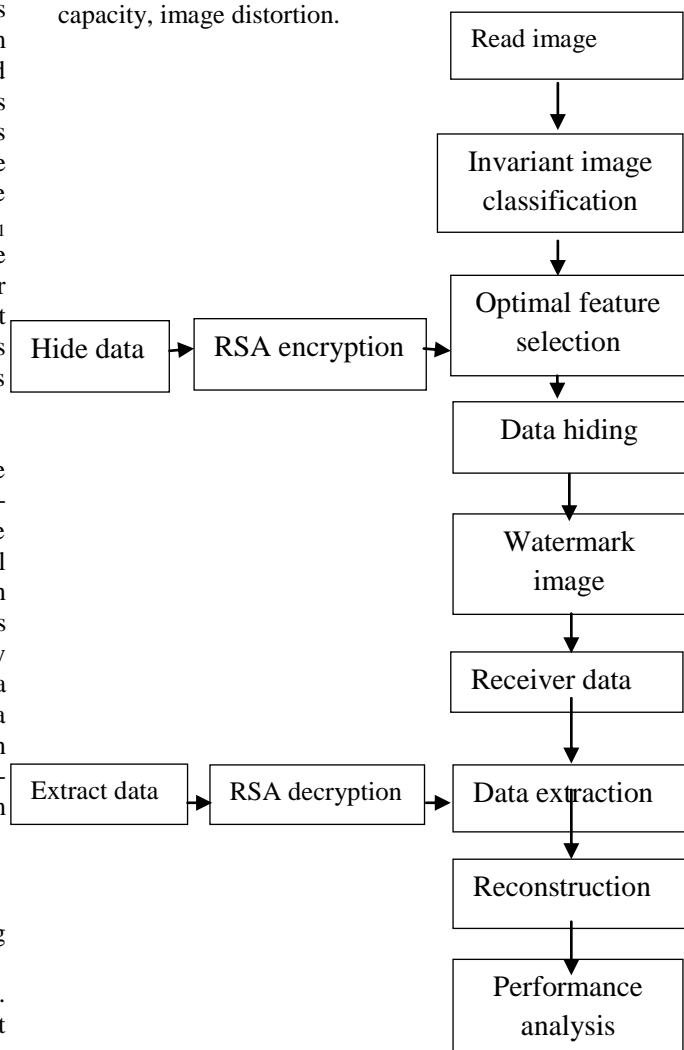 capacity, image distortion.
Read image
Invariant image
classification
Optimal feature
selection
Hide data
RSA encryption
Data hiding
Watermark
image
Receiver data
Extract data
RSA decryption
Data extraction
Reconstruction
Performance
analysis